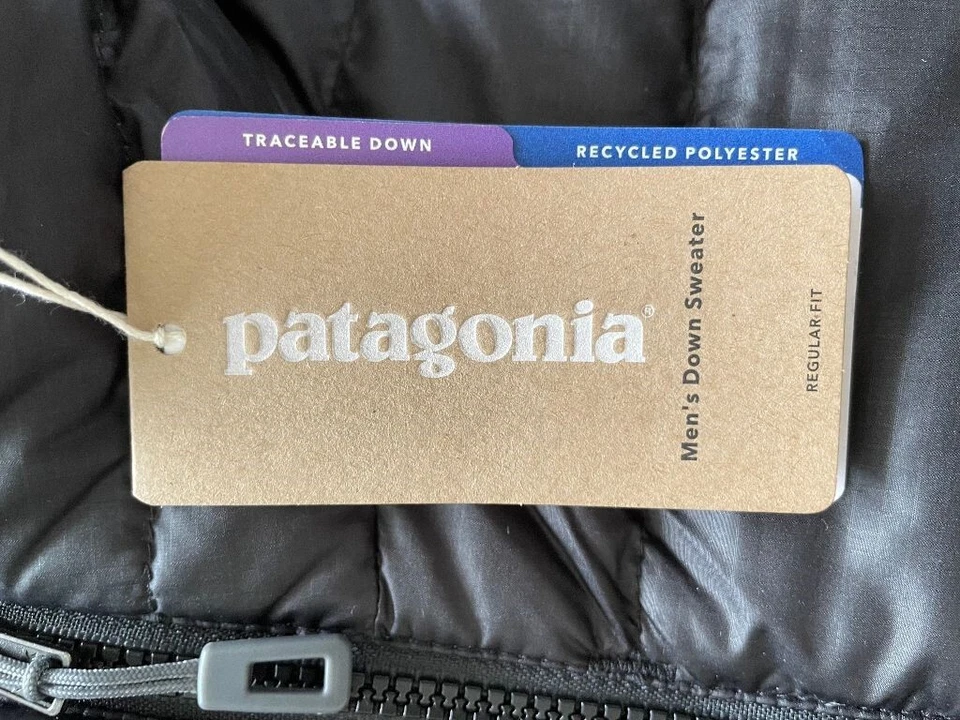 TRACEABLE DOWN
RECYCLED POLYESTER
patagonia®
Men's Down Sweater
REGULAR FIT